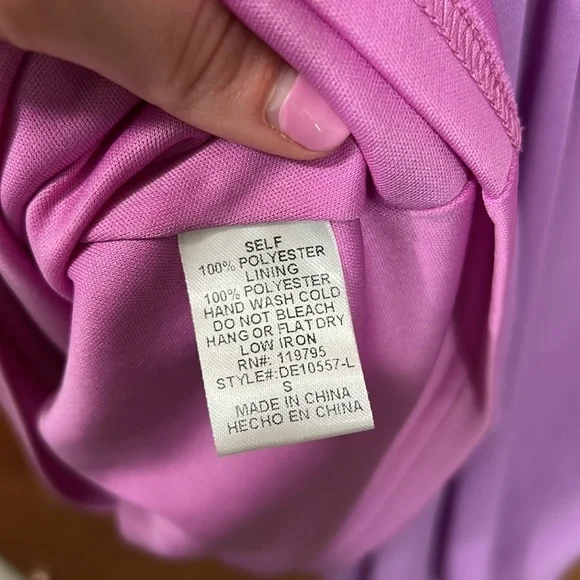 SELF
100% POLYESTER
LINING
100% POLYESTER
HAND WASH COLD
DO NOT BLEACH
HANG OR FLAT DRY
LOW IRON
RN#: 119795
STYLE#:DE10557-L
S
MADE IN CHINA
HECHO EN CHINA